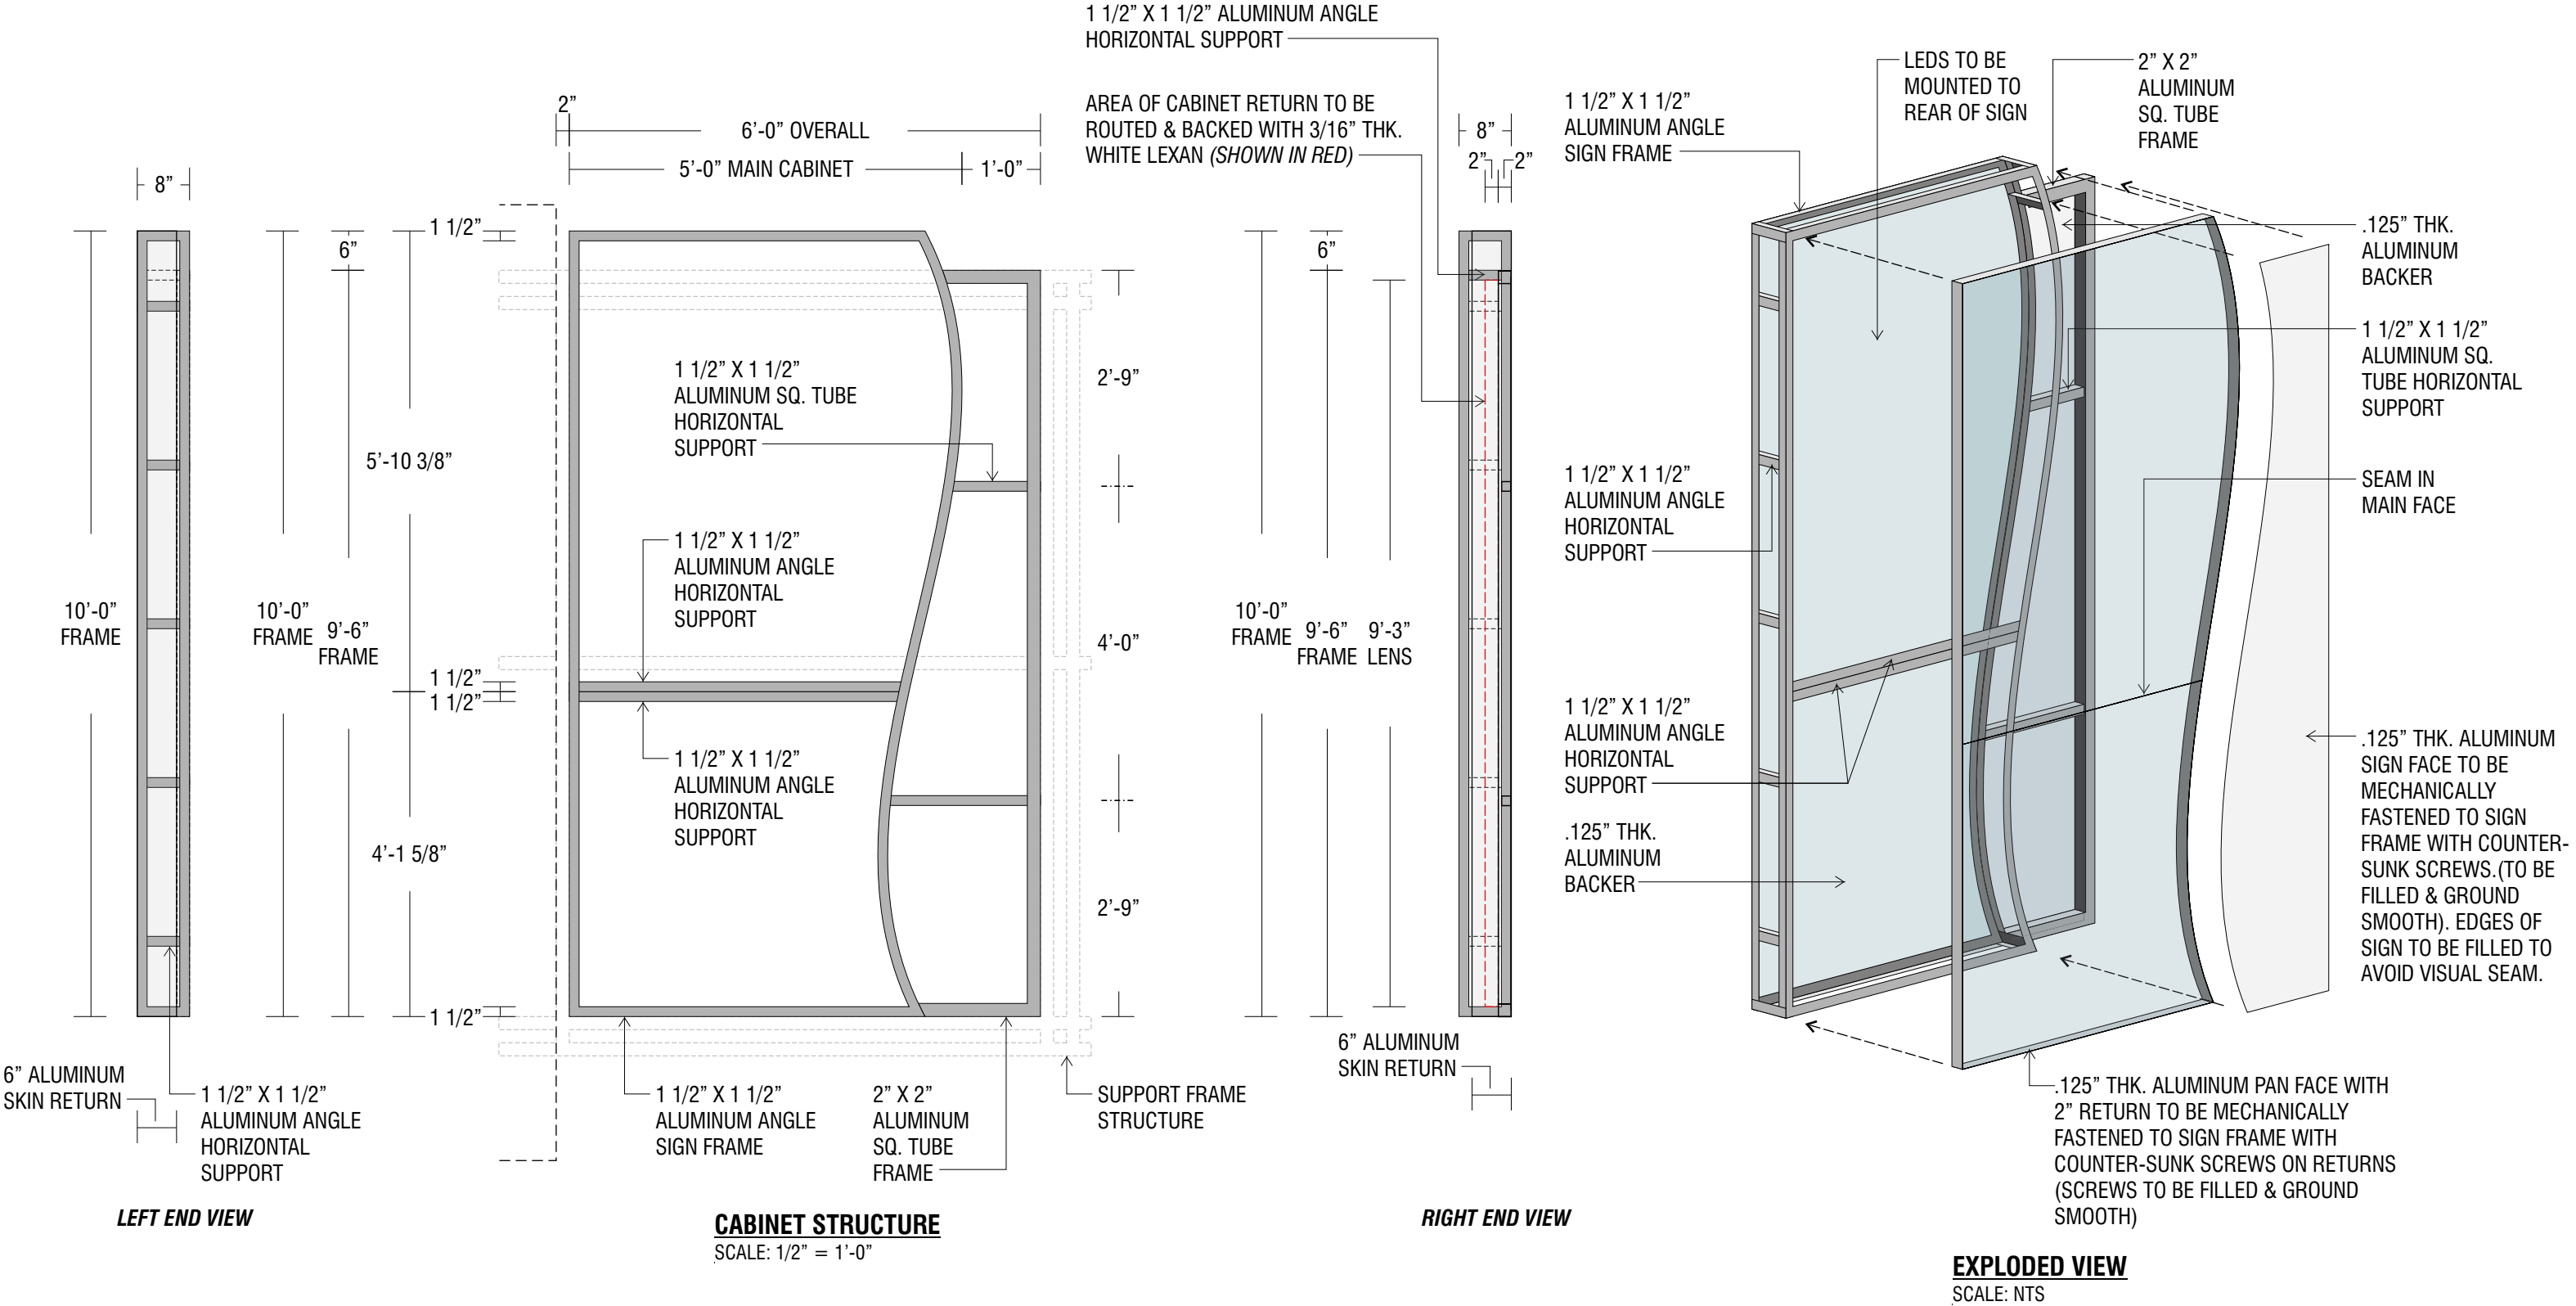 8”
10’-0”
FRAME
6” ALUMINUM
SKIN RETURN
1 1/2” X 1 1/2”
ALUMINUM ANGLE
HORIZONTAL
SUPPORT
LEFT END VIEW
2”
6’-0” OVERALL
5’-0” MAIN CABINET
1’-0”
10’-0”
FRAME
6”
9’-6”
FRAME
1 1/2”
5’-10 3/8”
1 1/2”
1 1/2”
4’-1 5/8”
1 1/2”
1 1/2” X 1 1/2”
ALUMINUM SQ. TUBE
HORIZONTAL
SUPPORT
1 1/2” X 1 1/2”
ALUMINUM ANGLE
HORIZONTAL
SUPPORT
1 1/2” X 1 1/2”
ALUMINUM ANGLE
HORIZONTAL
SUPPORT
2’-9”
4’-0”
2’-9”
1 1/2” X 1 1/2”
ALUMINUM ANGLE
SIGN FRAME
2” X 2”
ALUMINUM
SQ. TUBE
FRAME
SUPPORT FRAME
STRUCTURE
CABINET STRUCTURE
SCALE: 1/2” = 1’-0”
1 1/2” X 1 1/2” ALUMINUM ANGLE
HORIZONTAL SUPPORT
AREA OF CABINET RETURN TO BE
ROUTED & BACKED WITH 3/16” THK.
WHITE LEXAN (SHOWN IN RED)
8”
2”
2”
6”
10’-0”
FRAME
9’-6”
FRAME
9’-3”
LENS
6” ALUMINUM
SKIN RETURN
RIGHT END VIEW
1 1/2” X 1 1/2”
ALUMINUM ANGLE
SIGN FRAME
LEDS TO BE
MOUNTED TO
REAR OF SIGN
2” X 2”
ALUMINUM
SQ. TUBE
FRAME
.125” THK.
ALUMINUM
BACKER
1 1/2” X 1 1/2”
ALUMINUM SQ.
TUBE HORIZONTAL
SUPPORT
1 1/2” X 1 1/2”
ALUMINUM ANGLE
HORIZONTAL
SUPPORT
SEAM IN
MAIN FACE
1 1/2” X 1 1/2”
ALUMINUM ANGLE
HORIZONTAL
SUPPORT
.125” THK.
ALUMINUM
BACKER
.125” THK. ALUMINUM
SIGN FACE TO BE
MECHANICALLY
FASTENED TO SIGN
FRAME WITH COUNTER-
SUNK SCREWS.(TO BE
FILLED & GROUND
SMOOTH). EDGES OF
SIGN TO BE FILLED TO
AVOID VISUAL SEAM.
.125” THK. ALUMINUM PAN FACE WITH
2” RETURN TO BE MECHANICALLY
FASTENED TO SIGN FRAME WITH
COUNTER-SUNK SCREWS ON RETURNS
(SCREWS TO BE FILLED & GROUND
SMOOTH)
EXPLODED VIEW
SCALE: NTS